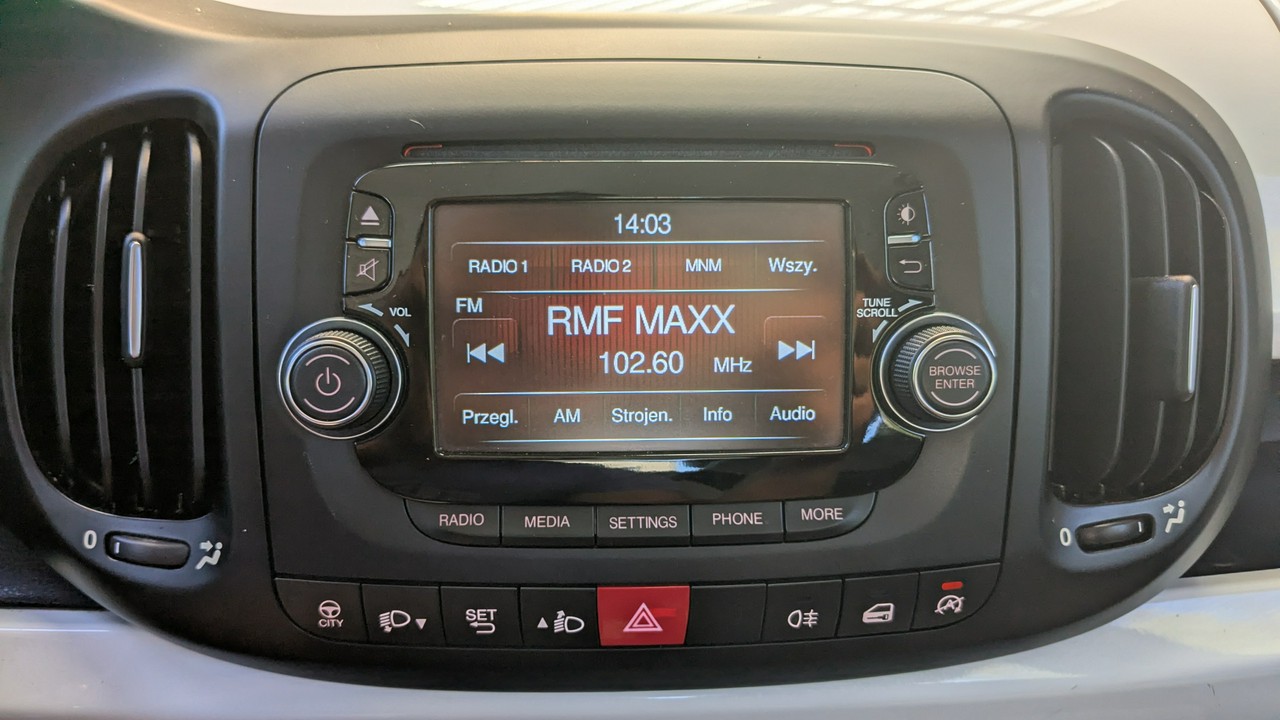 14:03
RADIO 1 RADIO 2 MNM Wszy.
FM
RMF MAXX
102.60 MHz
Przegl. AM Strojen. Info Audio
VOL
TUNE
SCROLL
BROWSE
ENTER
RADIO MEDIA SETTINGS PHONE MORE
0
0
CITY
SET